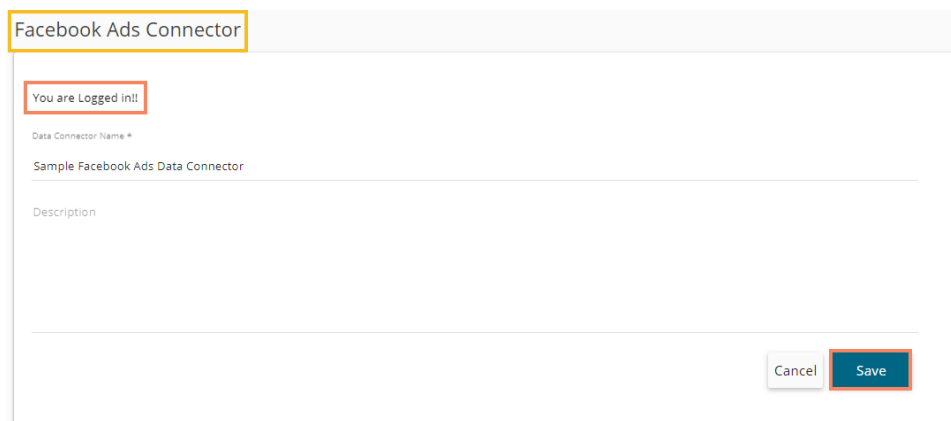 Facebook Ads Connector
You are Logged in!!
Data Connector Name *
Sample Facebook Ads Data Connector
Description
Cancel Save